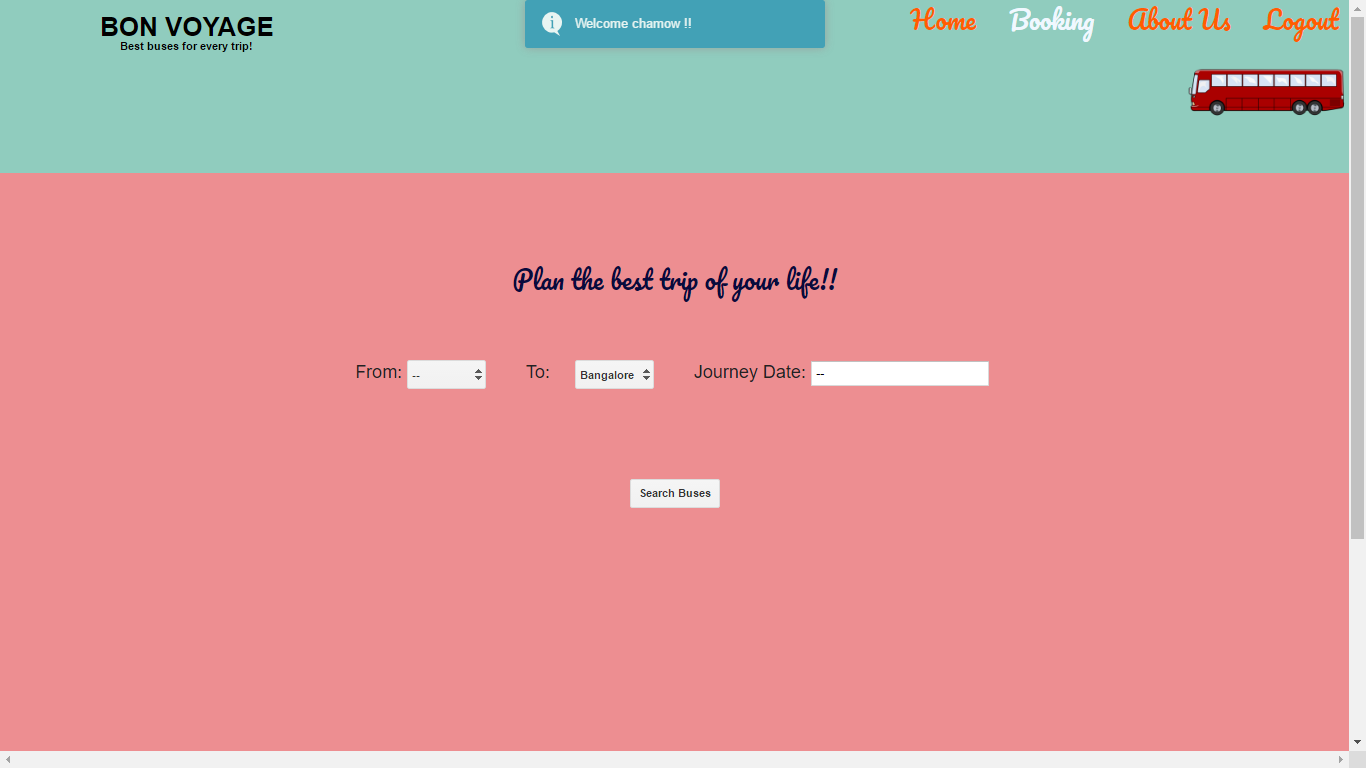 BON VOYAGE
Best buses for every trip!
Welcome chamow !!
Home Booking About Us Logout
Plan the best trip of your life!!
From: -- To: Bangalore Journey Date: --
Search Buses